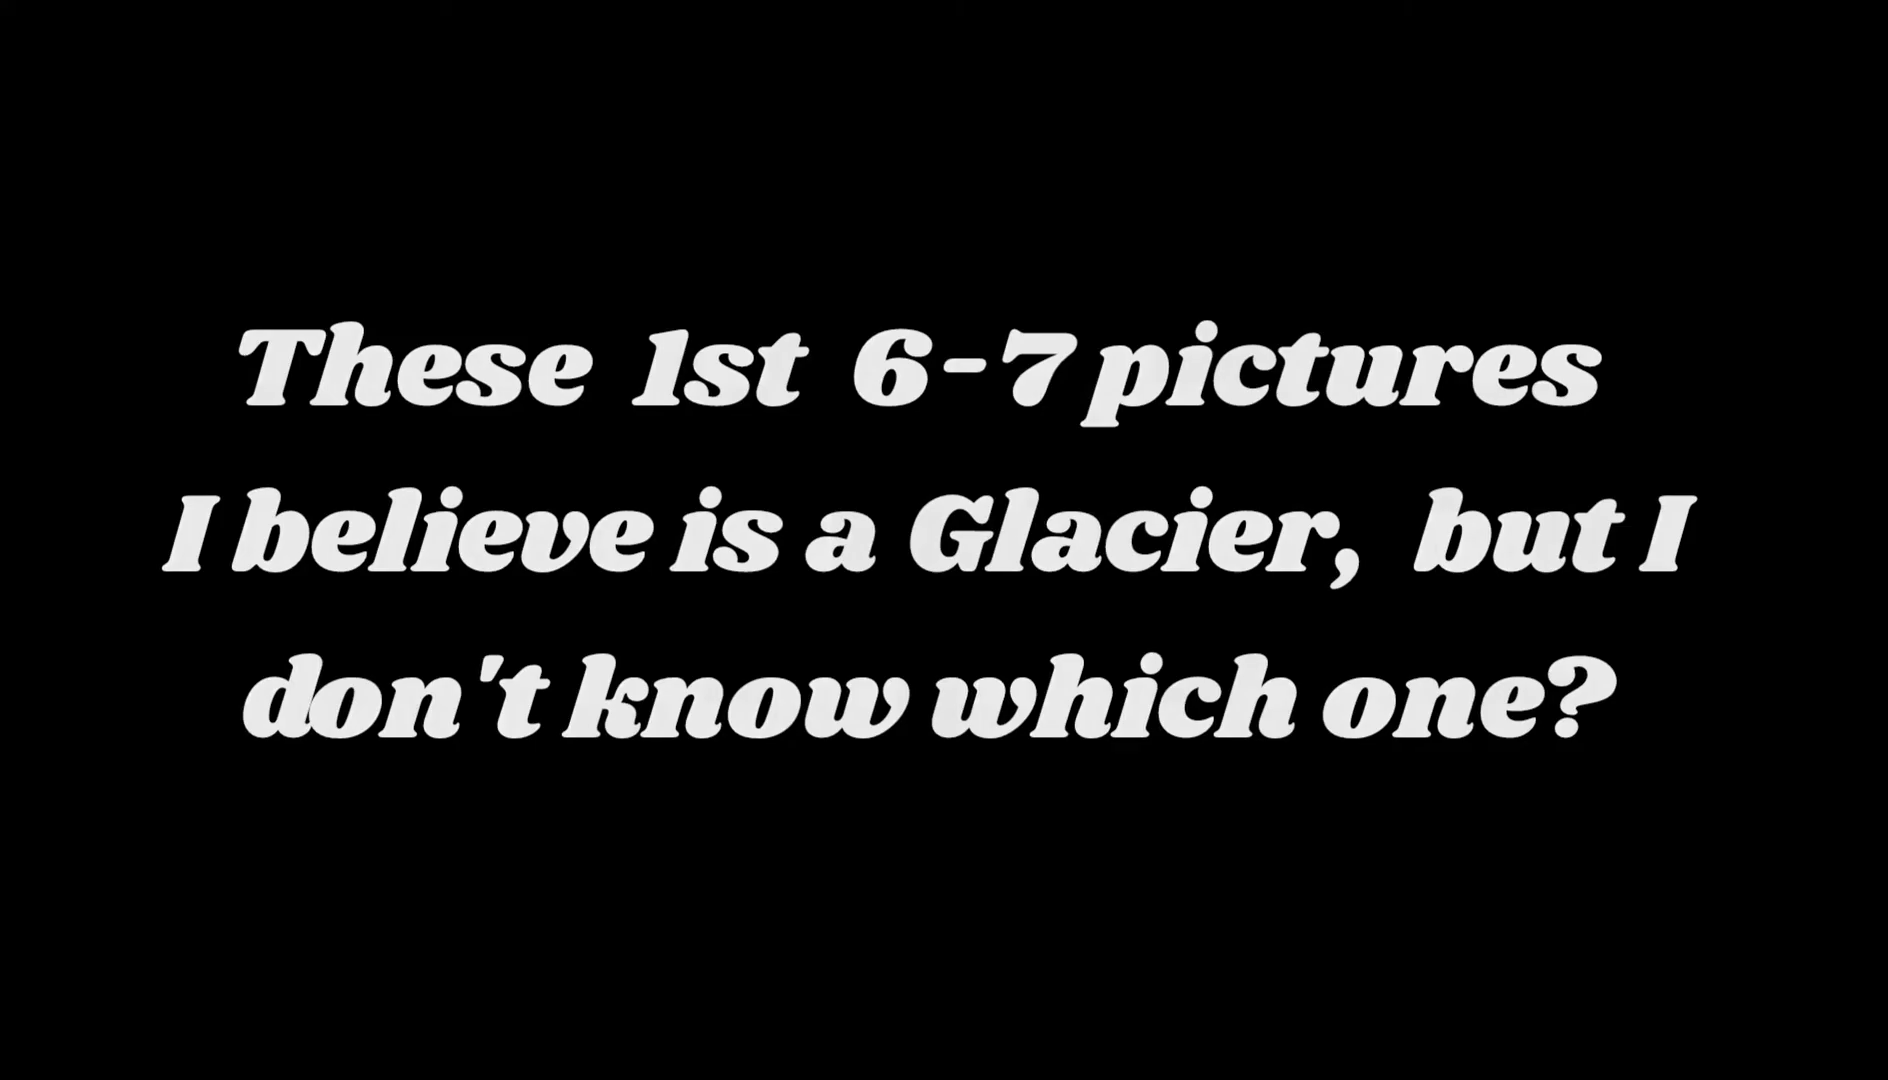 These 1st 6-7 pictures
I believe is a Glacier, but I
don't know which one?